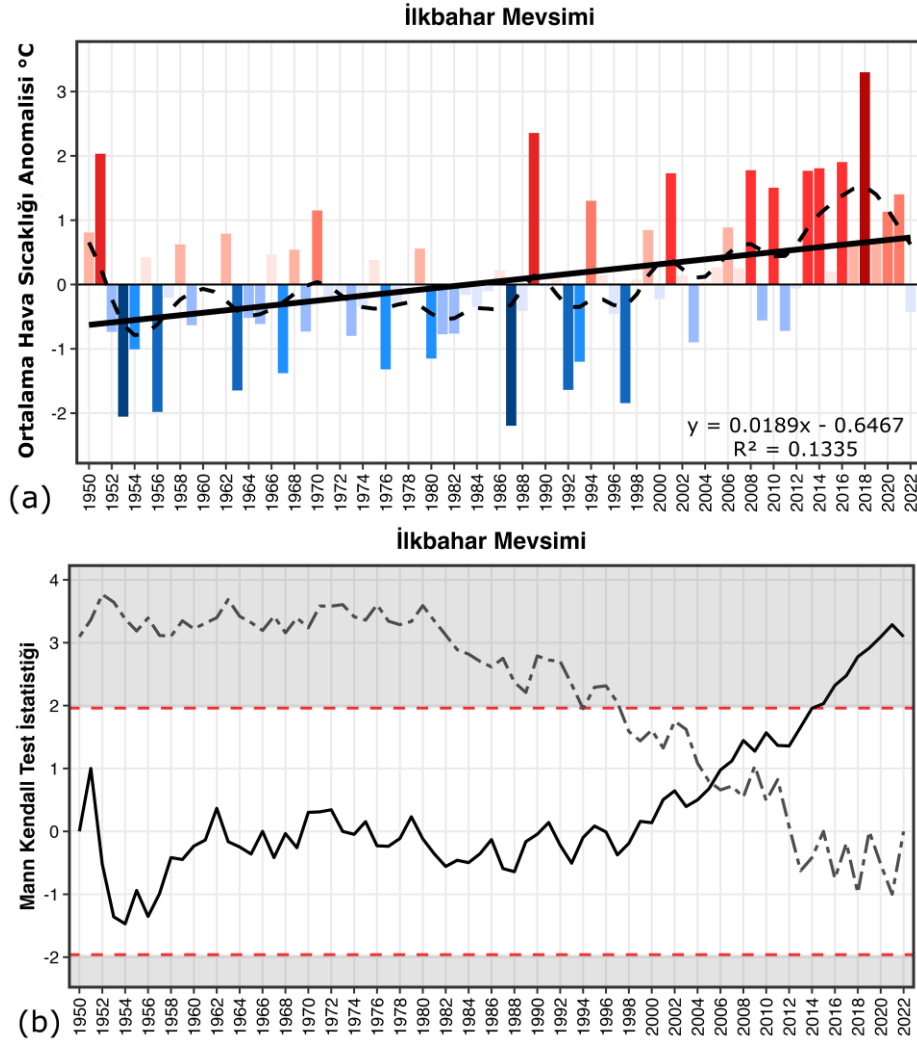 İlkbahar Mevsimi
Ortalama Hava Sıcaklığı Anomalisi °C
3
2
1
0
-1
-2
y = 0.0189x - 0.6467
R² = 0.1335
1950 1952 1954 1956 1958 1960 1962 1964 1966 1968 1970 1972 1974 1976 1978 1980 1982 1984 1986 1988 1990 1992 1994 1996 1998 2000 2002 2004 2006 2008 2010 2012 2014 2016 2018 2020 2022
(a)
İlkbahar Mevsimi
Mann Kendall Test İstatistiği
4
3
2
1
0
-1
-2
1950 1952 1954 1956 1958 1960 1962 1964 1966 1968 1970 1972 1974 1976 1978 1980 1982 1984 1986 1988 1990 1992 1994 1996 1998 2000 2002 2004 2006 2008 2010 2012 2014 2016 2018 2020 2022
(b)